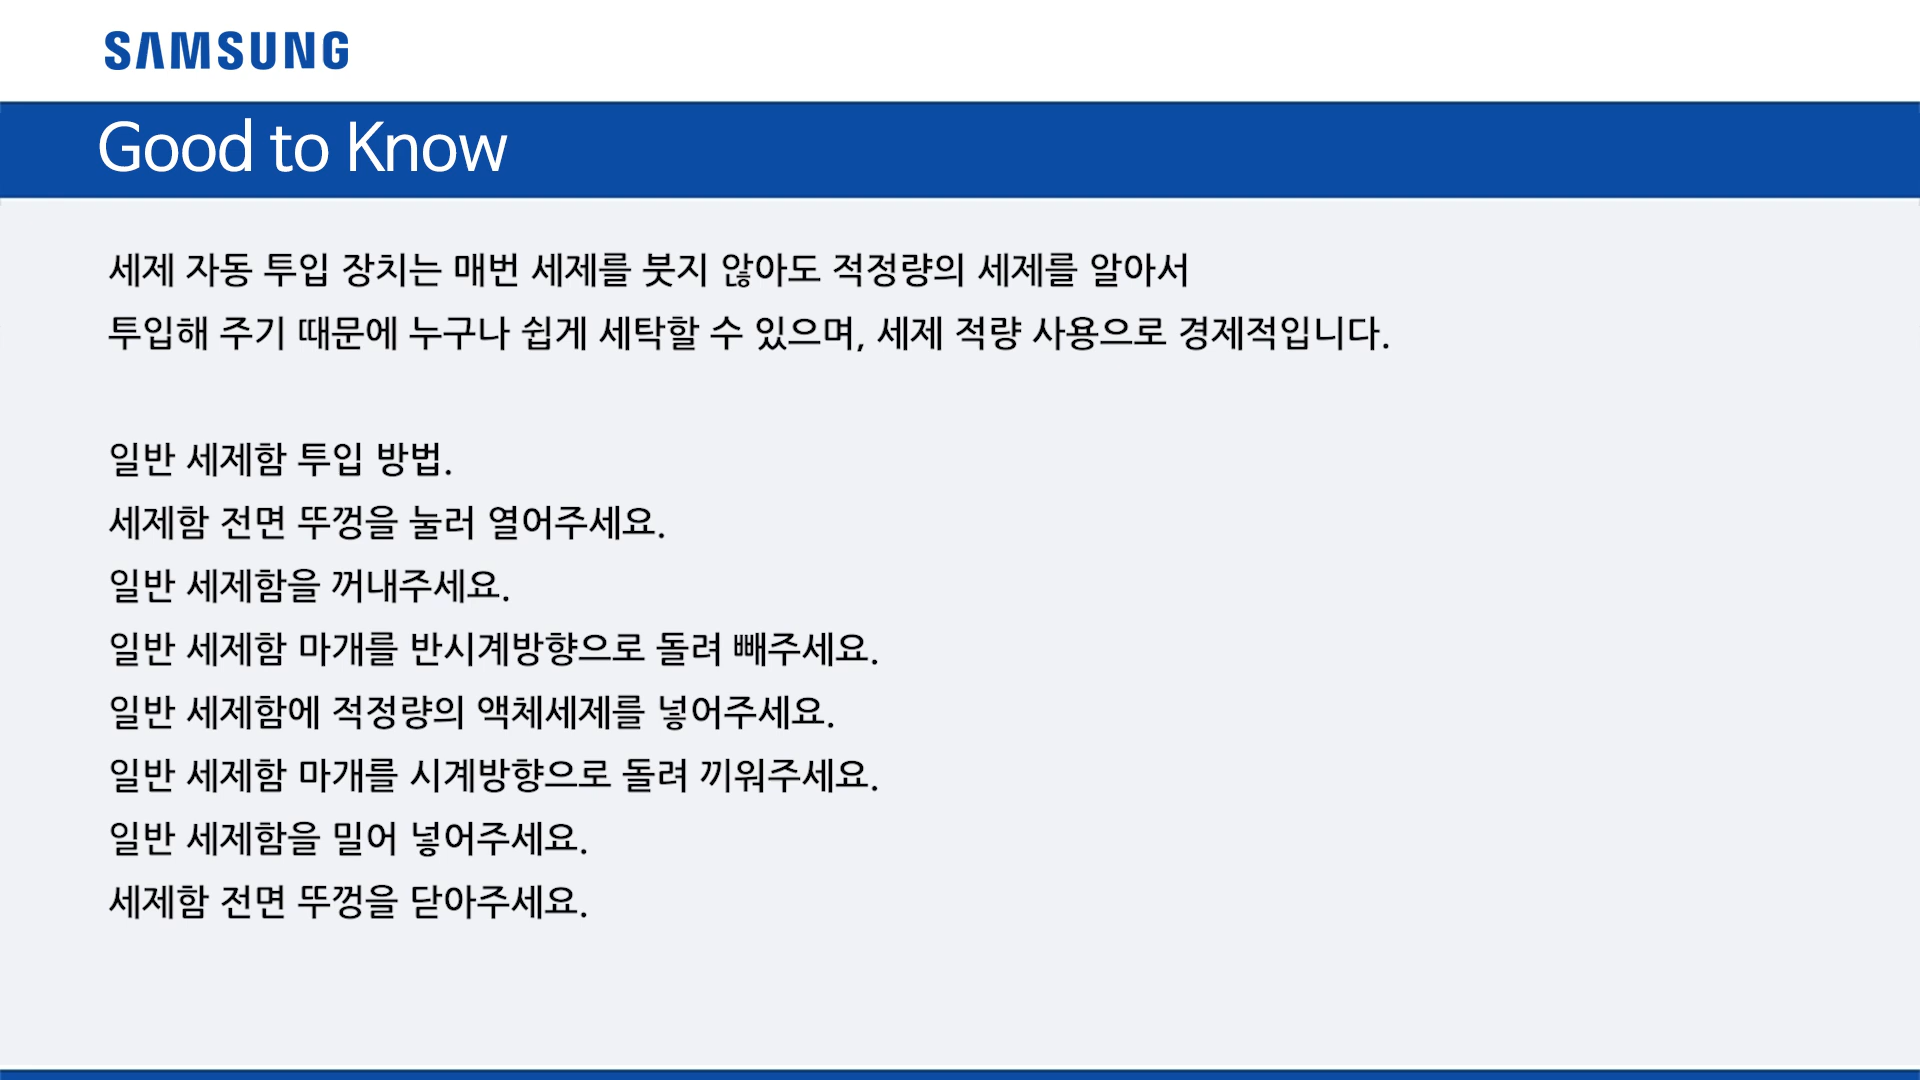 SAMSUNG
Good to Know
세제 자동 투입 장치는 매번 세제를 붓지 않아도 적정량의 세제를 알아서
투입해 주기 때문에 누구나 쉽게 세탁할 수 있으며, 세제 적량 사용으로 경제적입니다.
일반 세제함 투입 방법.
세제함 전면 뚜껑을 눌러 열어주세요.
일반 세제함을 꺼내주세요.
일반 세제함 마개를 반시계방향으로 돌려 빼주세요.
일반 세제함에 적정량의 액체세제를 넣어주세요.
일반 세제함 마개를 시계방향으로 돌려 끼워주세요.
일반 세제함을 밀어 넣어주세요.
세제함 전면 뚜껑을 닫아주세요.